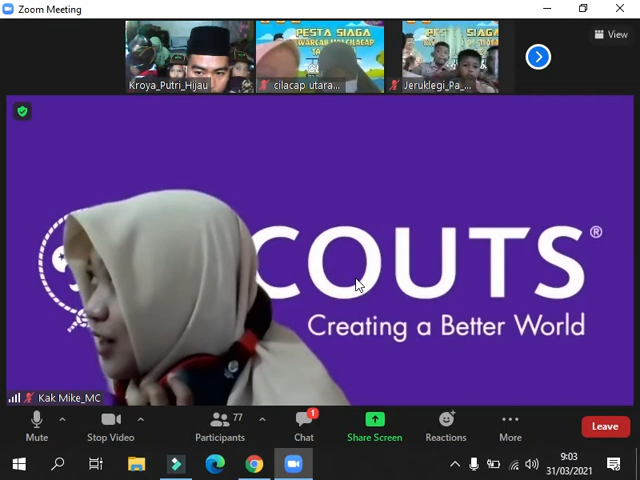 Zoom Meeting
View
PESTA SIAGA
PESTA SIAGA
Kroya_Putri_Hijau
cilacap utara...
Jeruklegi_Pa_...
COUTS®
Creating a Better World
Kak Mike_MC
77
1
Mute
Stop Video
Participants
Chat
Share Screen
Reactions
More
Leave
9:03
31/03/2021